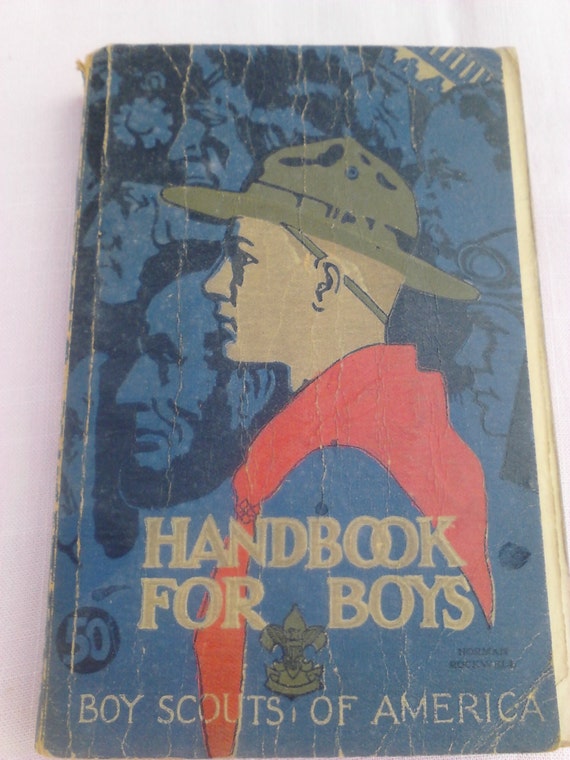 HANDBOOK
FOR BOYS
50
NORMAN
ROCKWELL
BOY SCOUTS OF AMERICA